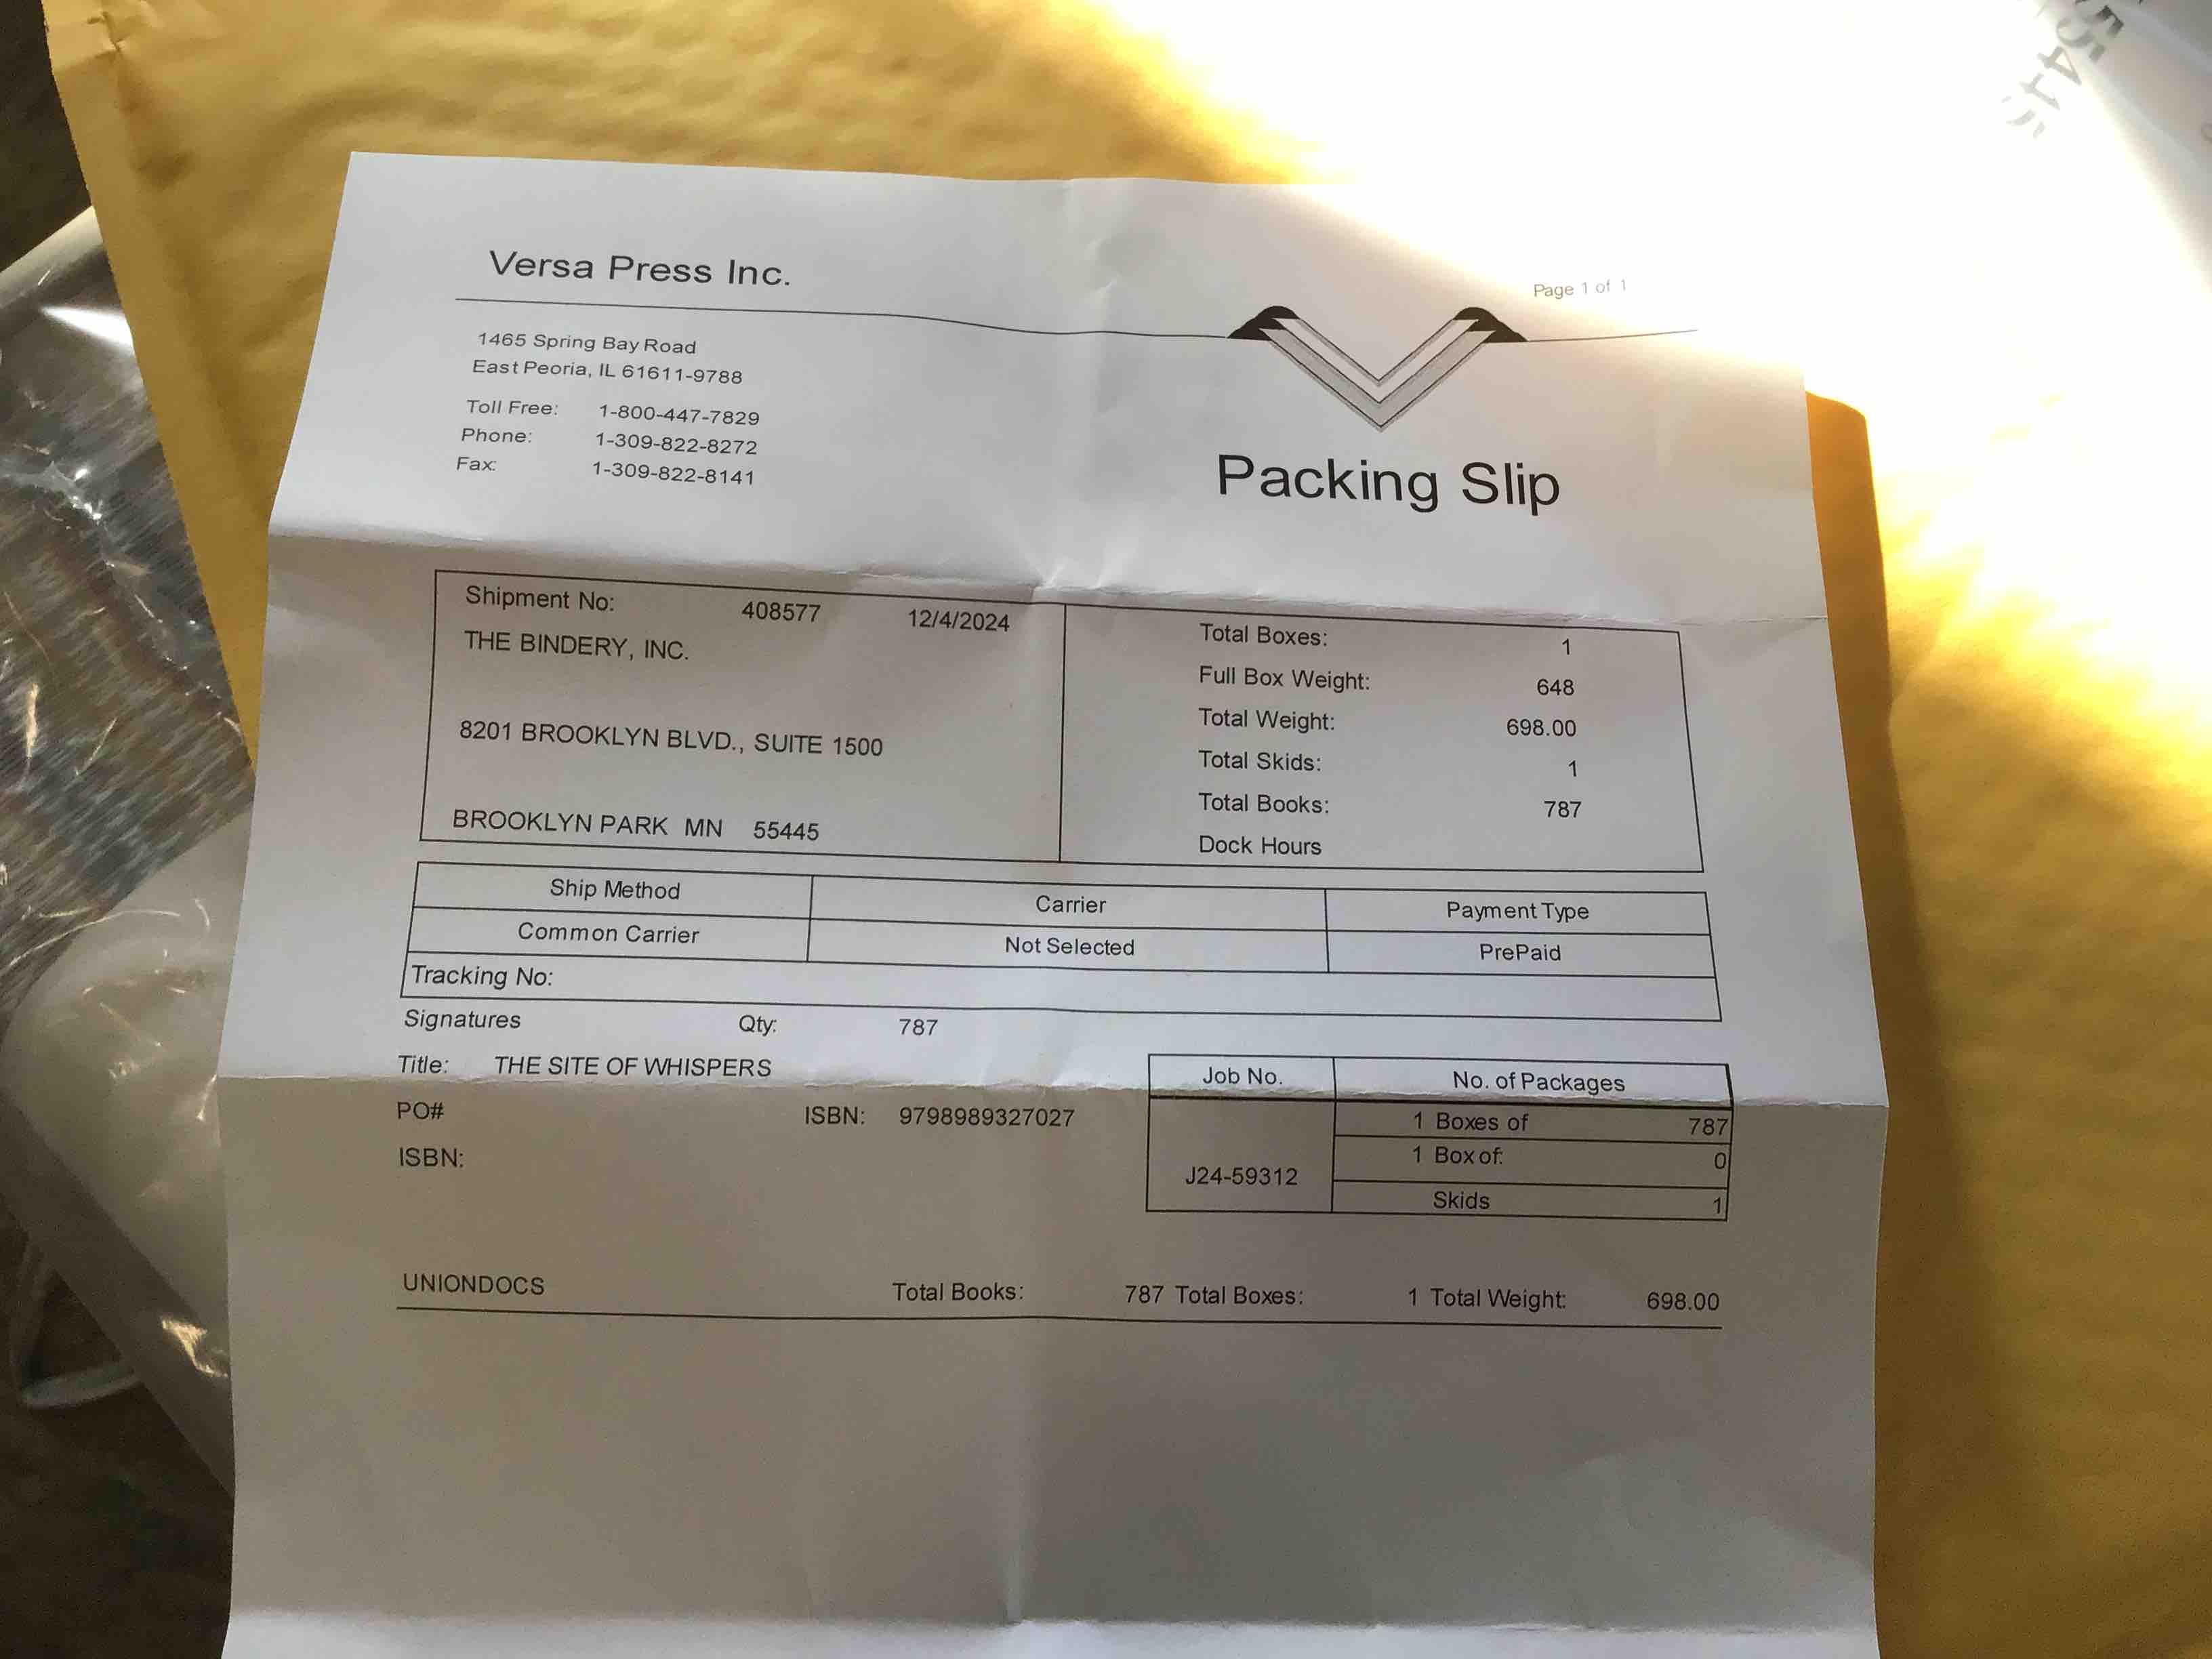 Versa Press Inc.
Page 1 of 1
1465 Spring Bay Road
East Peoria, IL 61611-9788
Toll Free: 1-800-447-7829
Phone: 1-309-822-8272
Fax: 1-309-822-8141
Packing Slip
Shipment No: 408577 12/4/2024
THE BINDERY, INC.
8201 BROOKLYN BLVD., SUITE 1500
BROOKLYN PARK MN 55445
Total Boxes: 1
Full Box Weight: 648
Total Weight: 698.00
Total Skids: 1
Total Books: 787
Dock Hours
Ship Method Carrier Payment Type
Common Carrier Not Selected PrePaid
Tracking No:
Signatures Qty: 787
Title: THE SITE OF WHISPERS
PO# ISBN: 9798989327027
ISBN:
Job No. No. of Packages
1 Boxes of 787
1 Box of: 0
J24-59312
Skids 1
UNIONDOCS Total Books: 787 Total Boxes: 1 Total Weight: 698.00